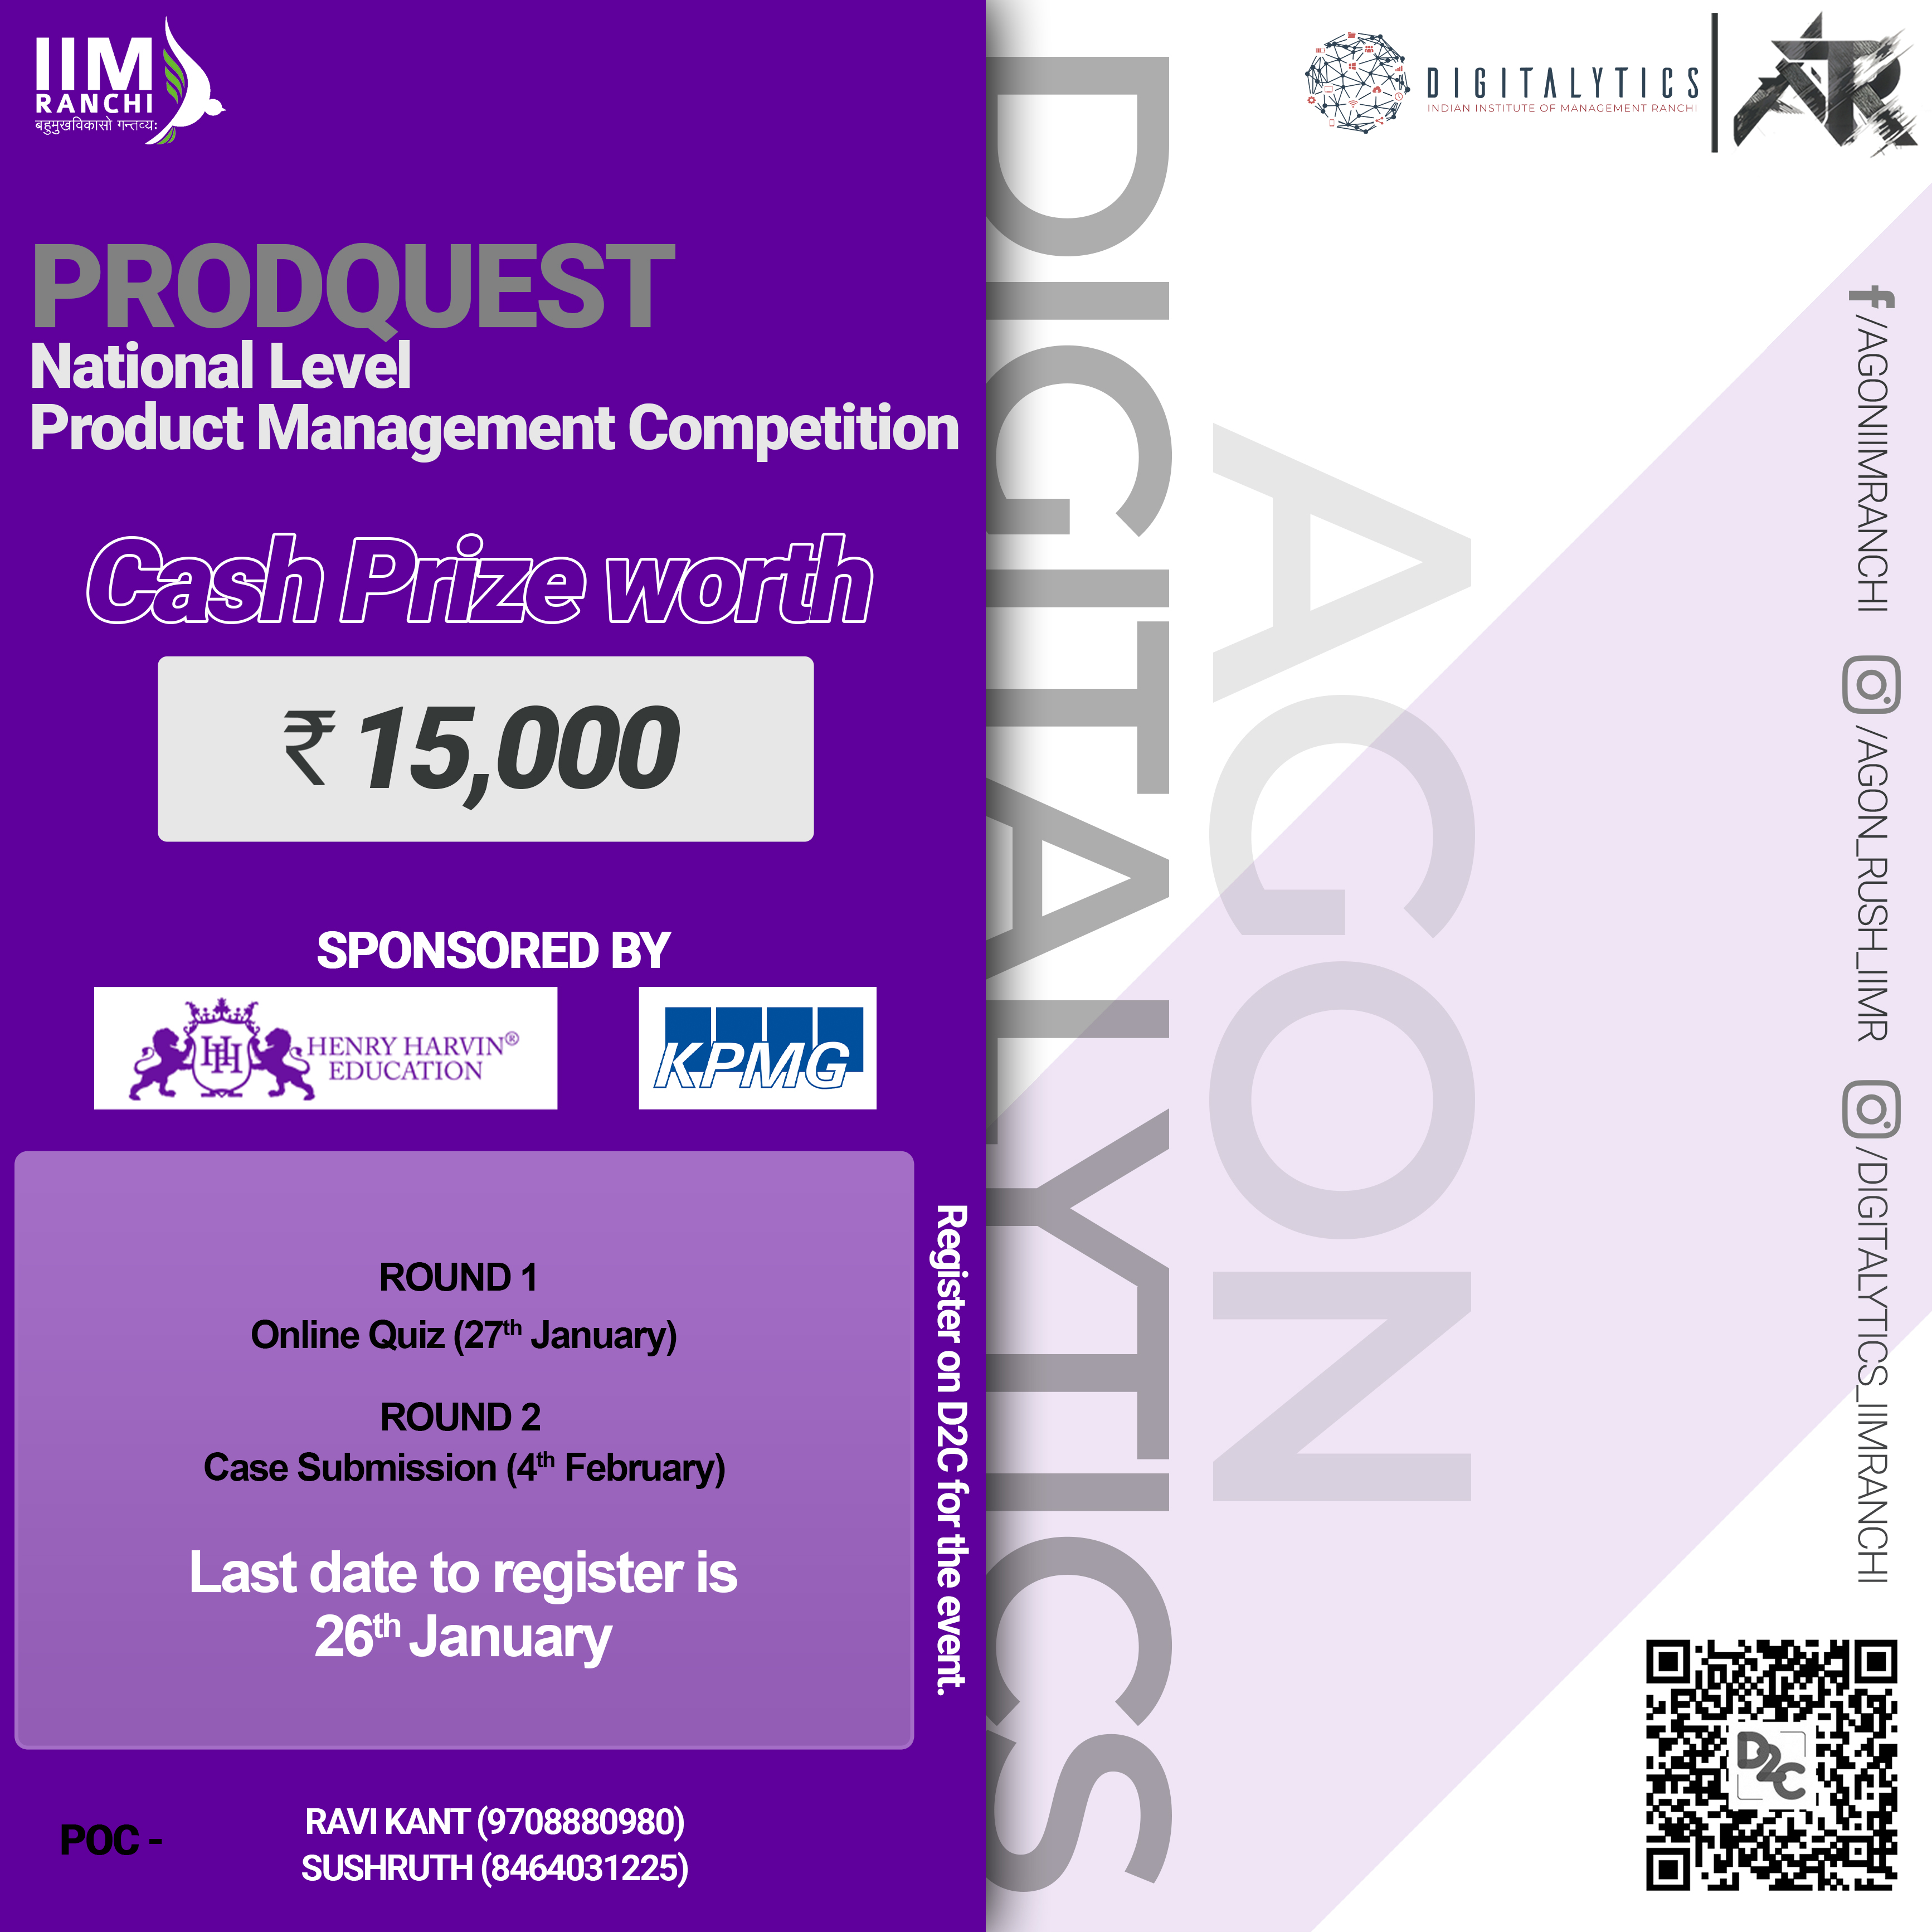 IIM
RANCHI
बहुमुखविकासो गन्तव्यः
DIGITALYTICS
INDIAN INSTITUTE OF MANAGEMENT RANCHI
PRODQUEST
National Level
Product Management Competition
Cash Prize worth
₹ 15,000
SPONSORED BY
HH
HENRY HARVIN®
EDUCATION
KPMG
ROUND 1
Online Quiz (27th January)
ROUND 2
Case Submission (4th February)
Last date to register is
26th January
Register on D2C for the event.
POC -
RAVI KANT (9708880980)
SUSHRUTH (8464031225)
DIGITALYTICS
AGON
/AGONIIMRANCHI
/AGON_RUSH_IIMR
/DIGITALYTICS_IIMRANCHI
D2C